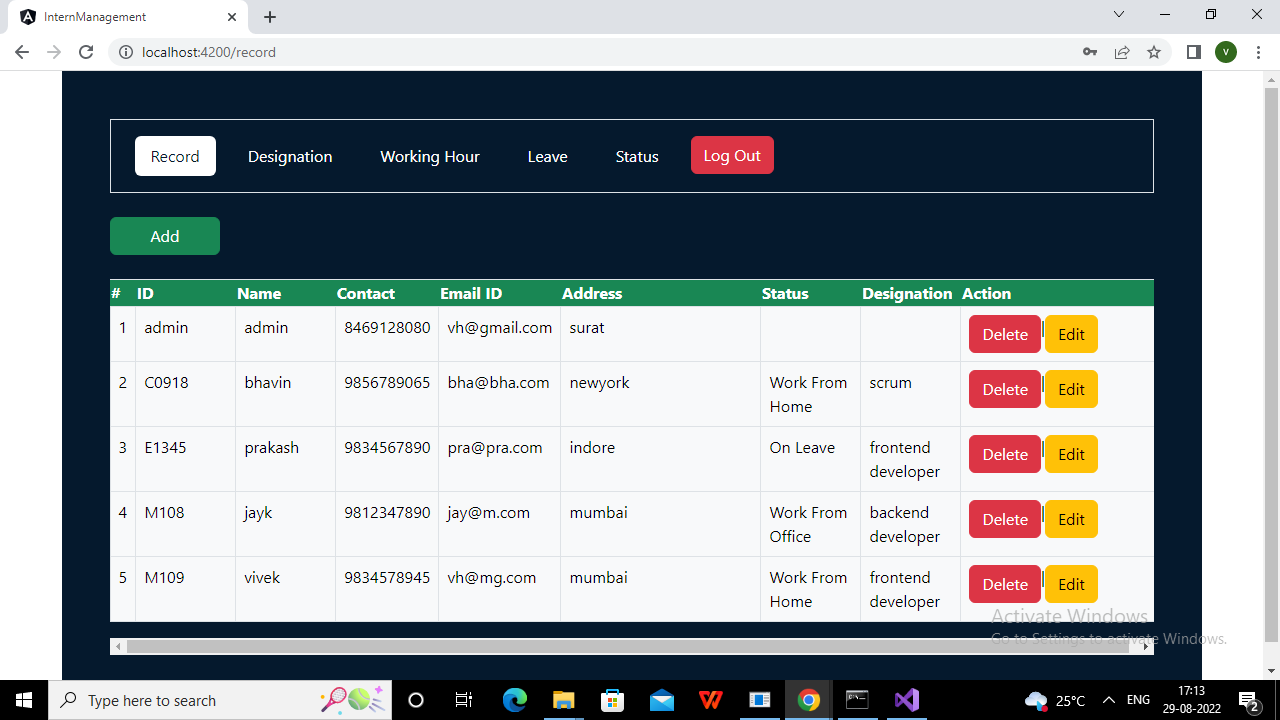 InternManagement
localhost:4200/record
V
Record Designation Working Hour Leave Status Log Out
Add
# ID Name Contact Email ID Address Status Designation Action
1 admin admin 8469128080 vh@gmail.com surat Delete | Edit
2 C0918 bhavin 9856789065 bha@bha.com newyork Work From Home scrum Delete | Edit
3 E1345 prakash 9834567890 pra@pra.com indore On Leave frontend developer Delete | Edit
4 M108 jayk 9812347890 jay@m.com mumbai Work From Office backend developer Delete | Edit
5 M109 vivek 9834578945 vh@mg.com mumbai Work From Home frontend developer Delete | Edit
Activate Windows
Go to Settings to activate Windows.
Type here to search
25°C
ENG
17:13
29-08-2022
2